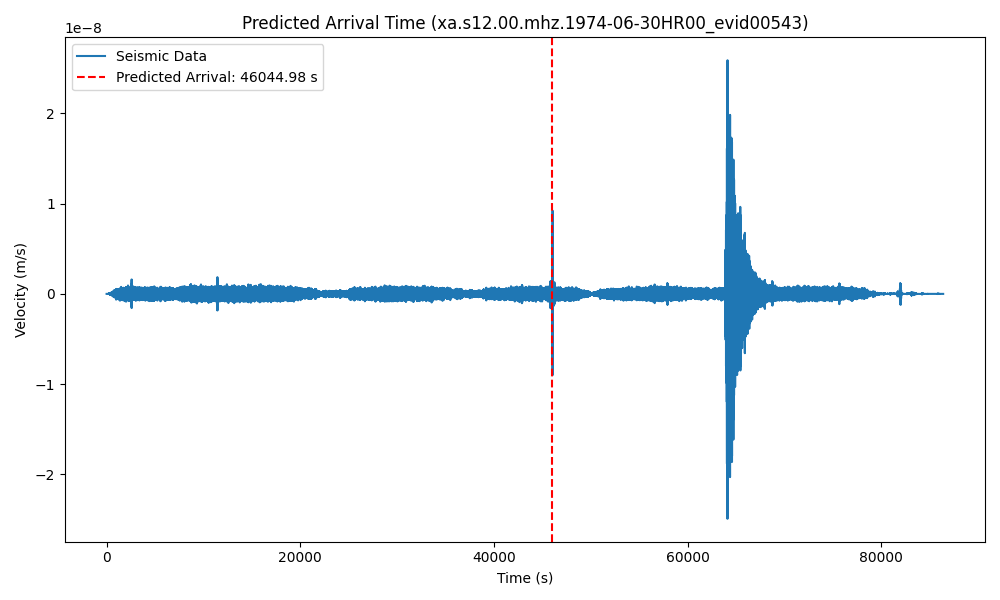 Predicted Arrival Time (xa.s12.00.mhz.1974-06-30HR00_evid00543)
1e−8
Seismic Data
Predicted Arrival: 46044.98 s
2
1
0
−1
−2
Velocity (m/s)
0
20000
40000
60000
80000
Time (s)